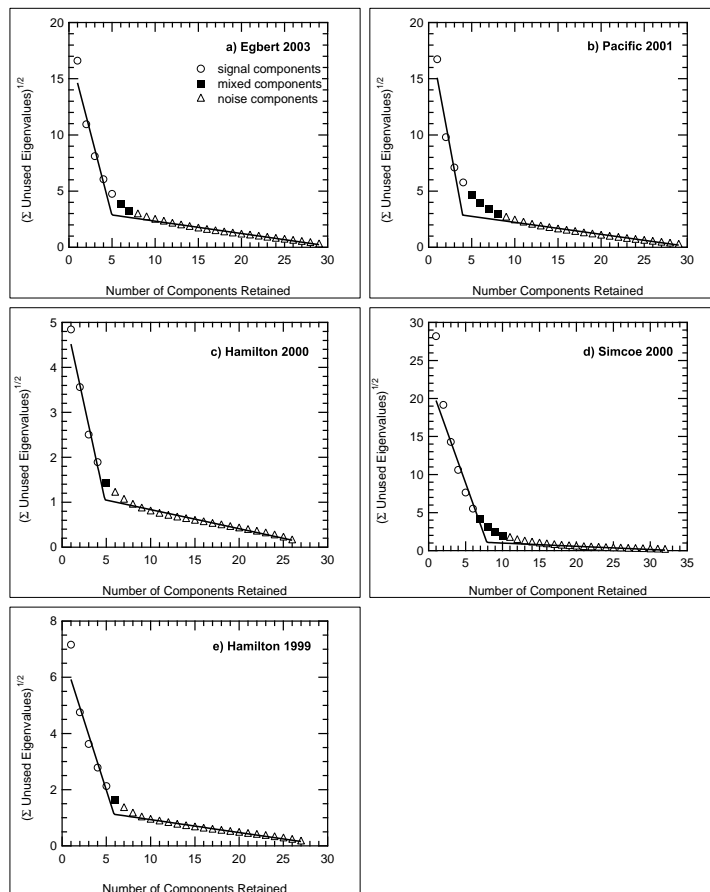 a) Egbert 2003
signal components
mixed components
noise components
20
15
10
5
0
0 5 10 15 20 25 30
(Σ Unused Eigenvalues)1/2
Number of Components Retained
b) Pacific 2001
20
15
10
5
0
0 5 10 15 20 25 30
(Σ Unused Eigenvalues)1/2
Number of Components Retained
c) Hamilton 2000
5
4
3
2
1
0
0 5 10 15 20 25 30
(Σ Unused Eigenvalues)1/2
Number of Components Retained
d) Simcoe 2000
30
25
20
15
10
5
0
0 5 10 15 20 25 30 35
(Σ Unused Eigenvalues)1/2
Number of Component Retained
e) Hamilton 1999
8
6
4
2
0
0 5 10 15 20 25 30
(Σ Unused Eigenvalues)1/2
Number of Components Retained